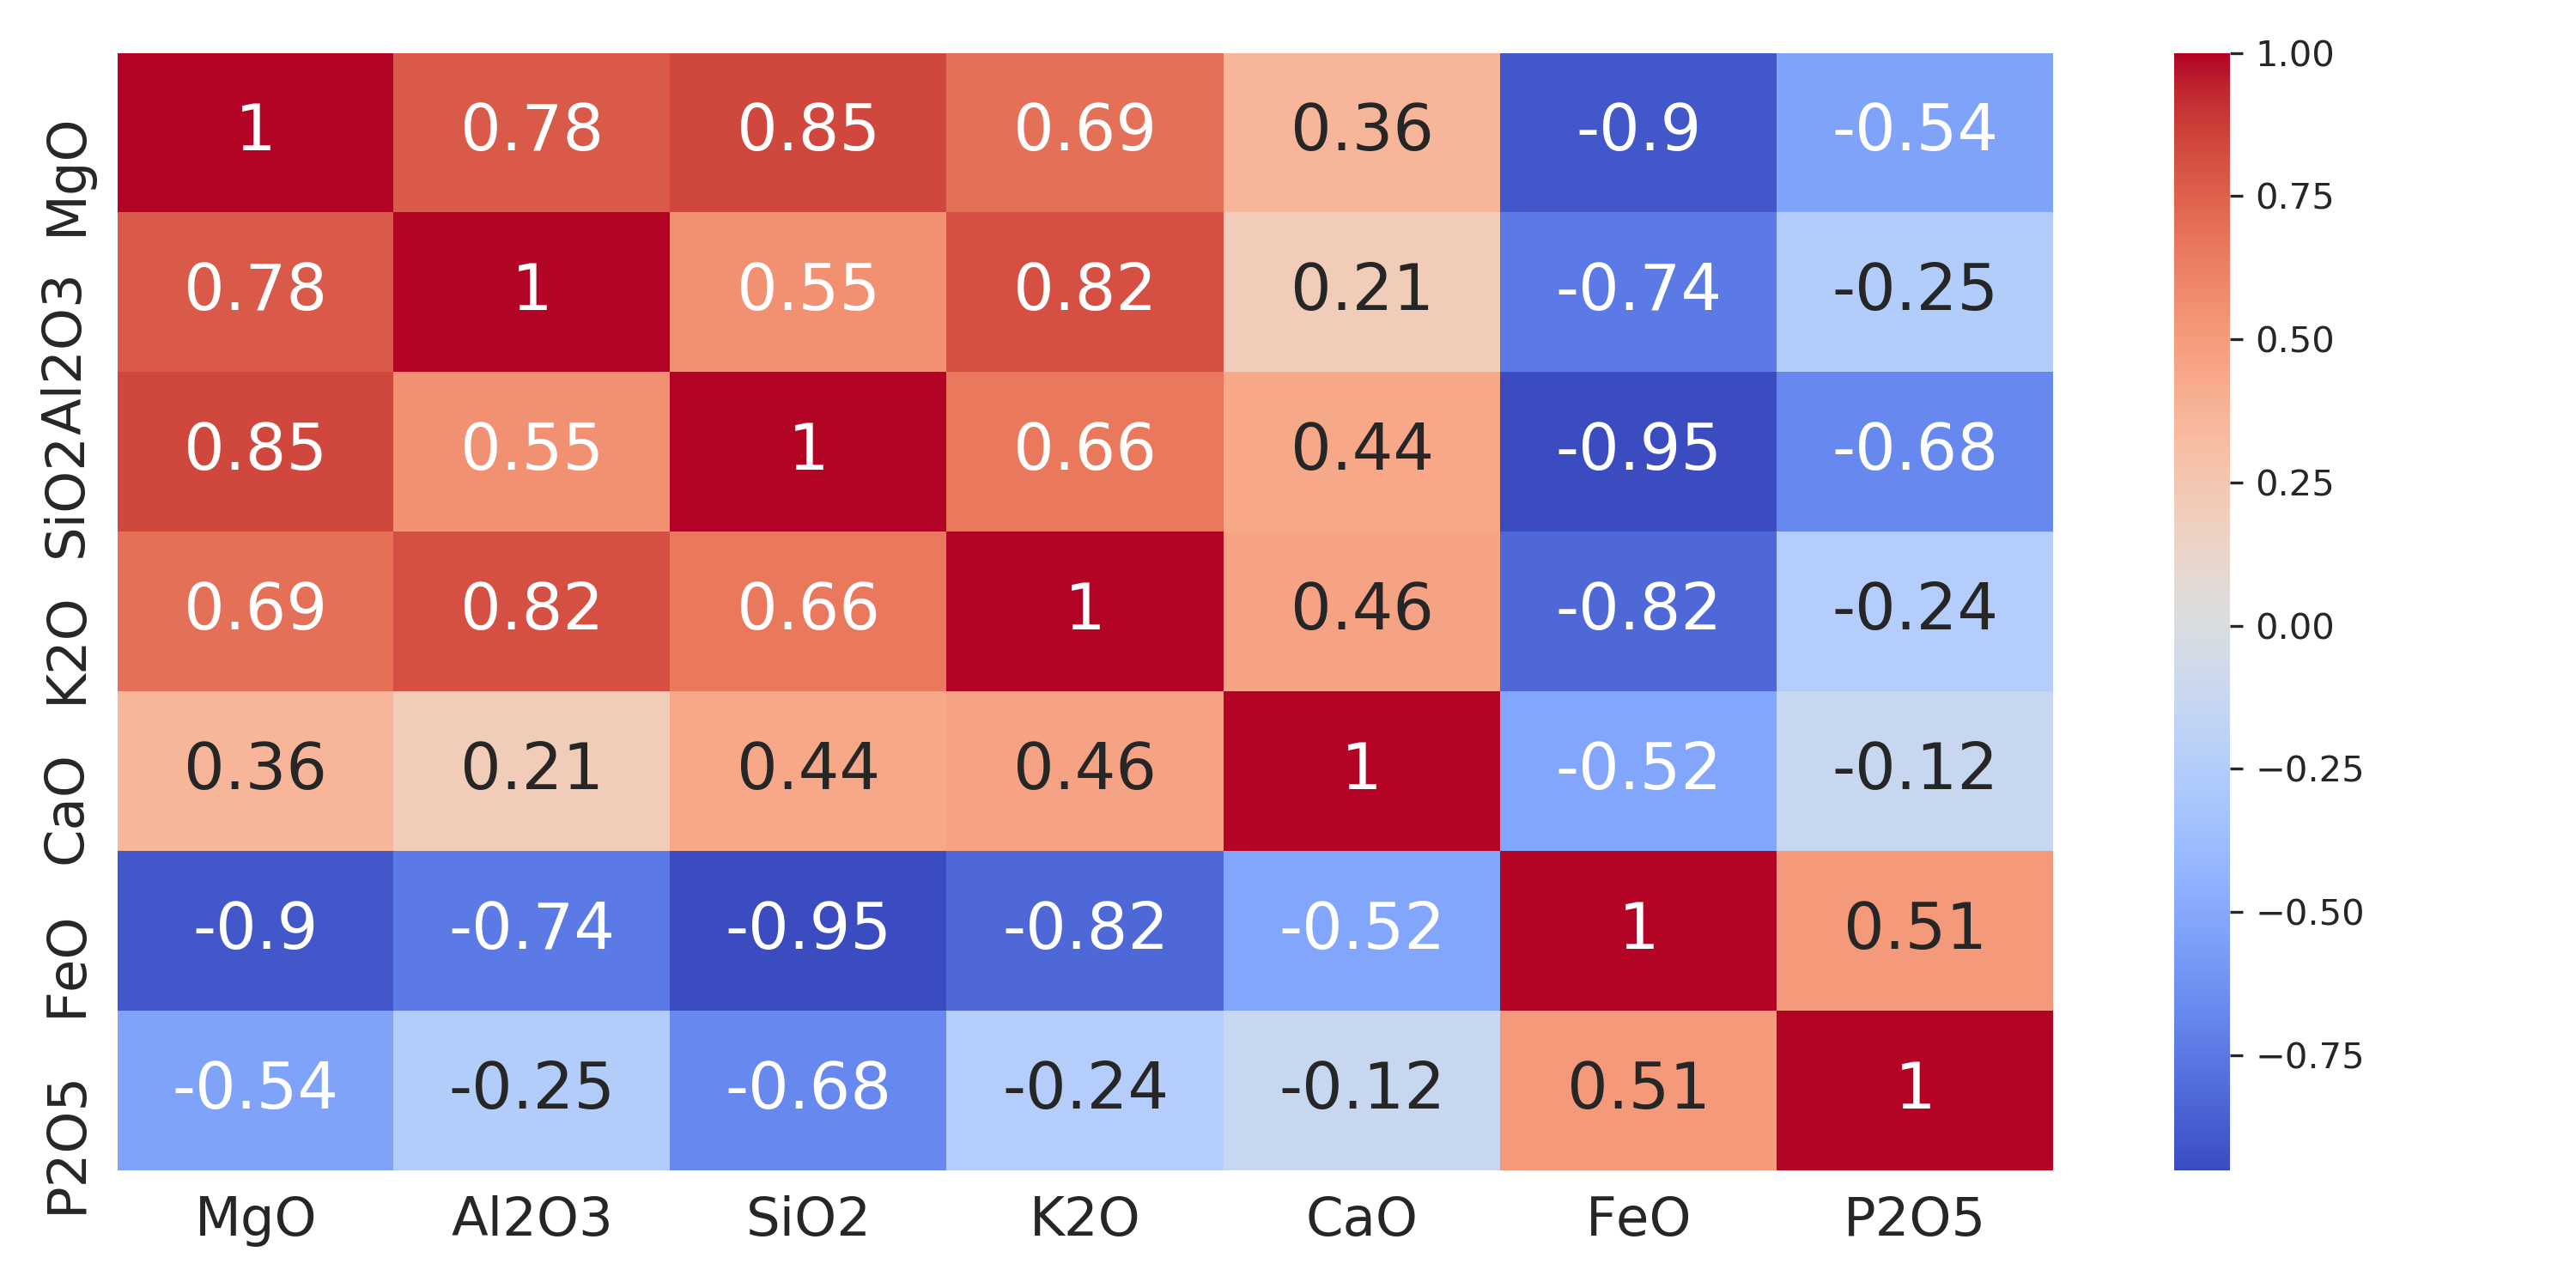 MgO 1 0.78 0.85 0.69 0.36 -0.9 -0.54
Al2O3 0.78 1 0.55 0.82 0.21 -0.74 -0.25
SiO2 0.85 0.55 1 0.66 0.44 -0.95 -0.68
K2O 0.69 0.82 0.66 1 0.46 -0.82 -0.24
CaO 0.36 0.21 0.44 0.46 1 -0.52 -0.12
FeO -0.9 -0.74 -0.95 -0.82 -0.52 1 0.51
P2O5 -0.54 -0.25 -0.68 -0.24 -0.12 0.51 1
MgO Al2O3 SiO2 K2O CaO FeO P2O5
1.00
0.75
0.50
0.25
0.00
−0.25
−0.50
−0.75